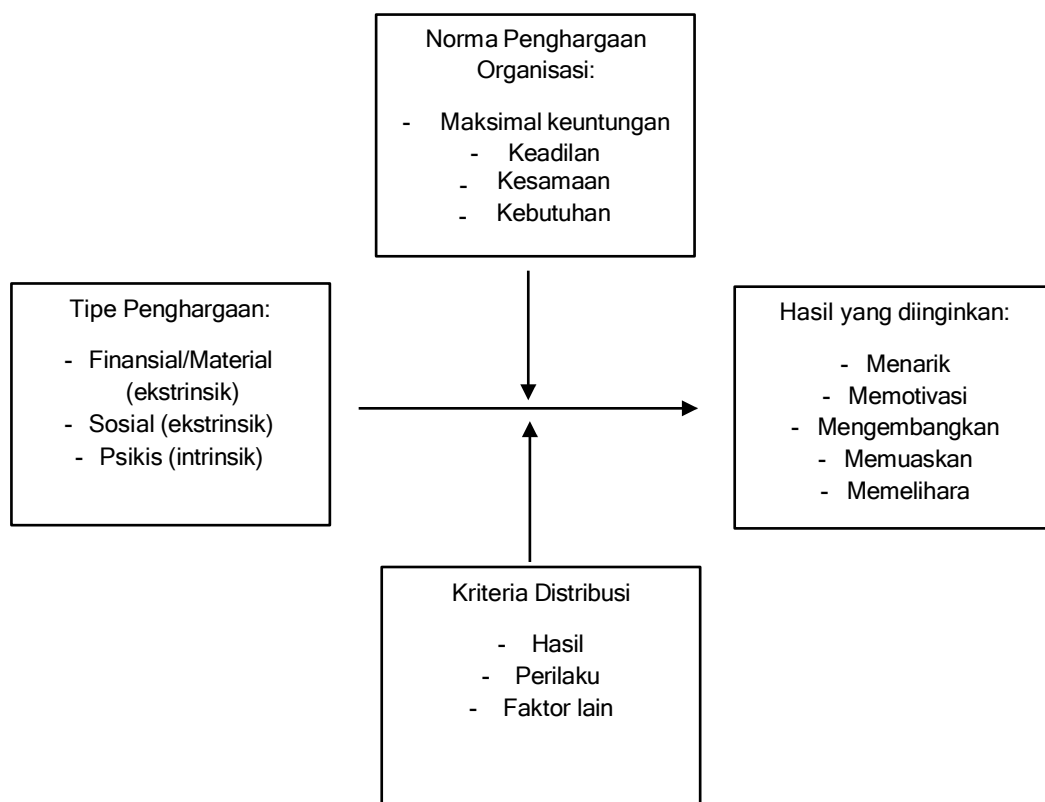 Norma Penghargaan
Organisasi:
- Maksimal keuntungan
- Keadilan
- Kesamaan
- Kebutuhan
Tipe Penghargaan:
- Finansial/Material
(ekstrinsik)
- Sosial (ekstrinsik)
- Psikis (intrinsik)
Hasil yang diinginkan:
- Menarik
- Memotivasi
- Mengembangkan
- Memuaskan
- Memelihara
Kriteria Distribusi
- Hasil
- Perilaku
- Faktor lain